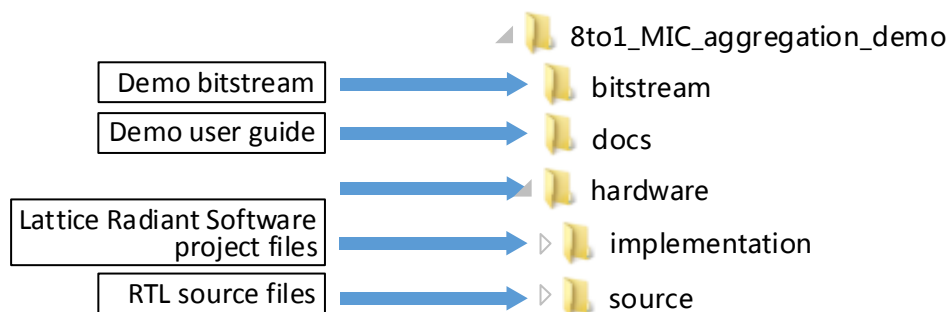 8to1_MIC_aggregation_demo
Demo bitstream
bitstream
Demo user guide
docs
hardware
Lattice Radiant Software
project files
implementation
RTL source files
source